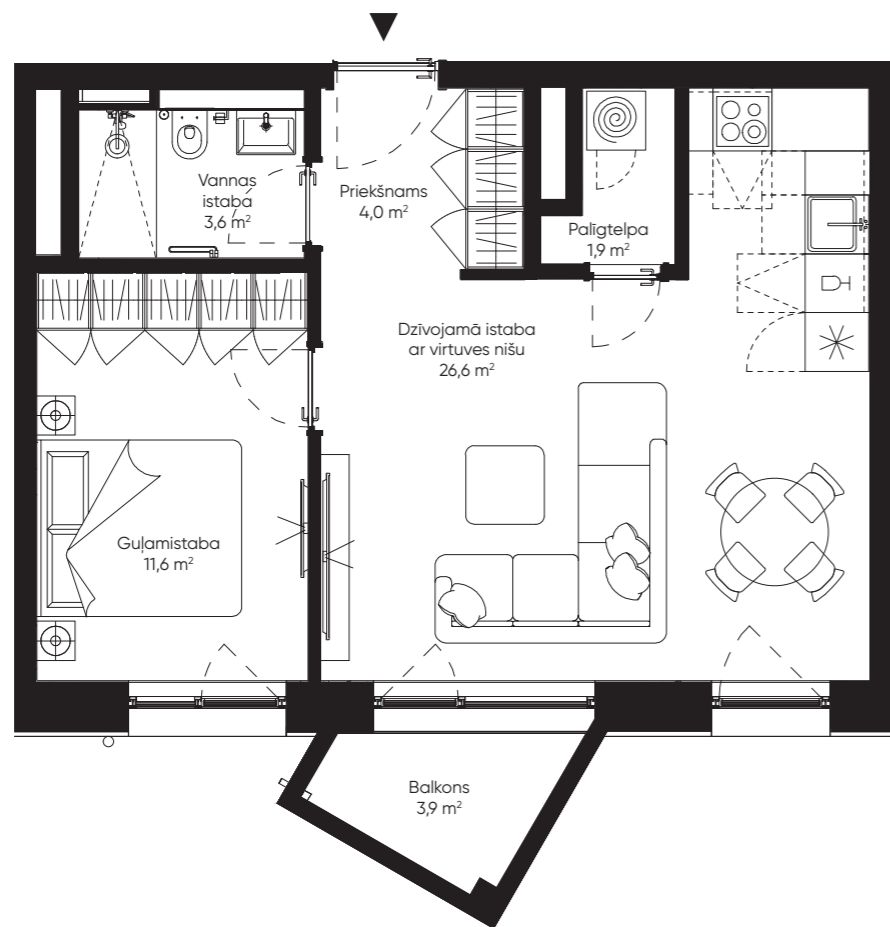 Vannas
istaba
3,6 m²
Priekšnams
4,0 m²
Palīgtelpa
1,9 m²
Dzīvojamā istaba
ar virtuves nišu
26,6 m²
Guļamistaba
11,6 m²
Balkons
3,9 m²